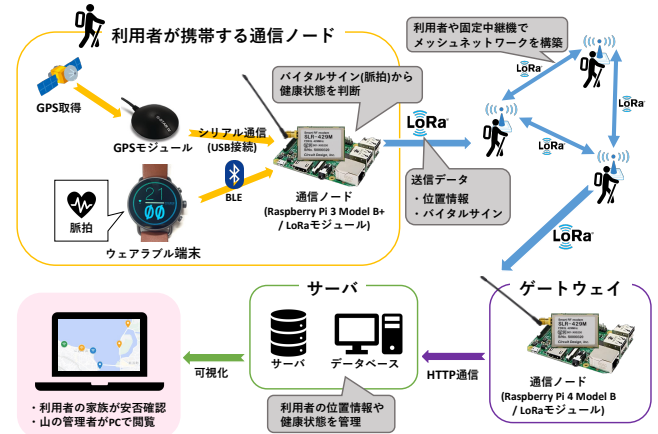 利用者が携帯する通信ノード
GPS取得
GPSモジュール
シリアル通信
(USB接続)
バイタルサイン(脈拍)から
健康状態を判断
SLR-429M
Circuit Design, Inc.
脈拍
ウェアラブル端末
BLE
通信ノード
(Raspberry Pi 3 Model B+
/ LoRaモジュール)
LoRa
送信データ
・位置情報
・バイタルサイン
利用者や固定中継機で
メッシュネットワークを構築
LoRa
LoRa
LoRa
LoRa
ゲートウェイ
SLR-429M
Circuit Design, Inc.
通信ノード
(Raspberry Pi 4 Model B
/ LoRaモジュール)
HTTP通信
サーバ
サーバ
データベース
利用者の位置情報や
健康状態を管理
可視化
・利用者の家族が安否確認
・山の管理者がPCで閲覧